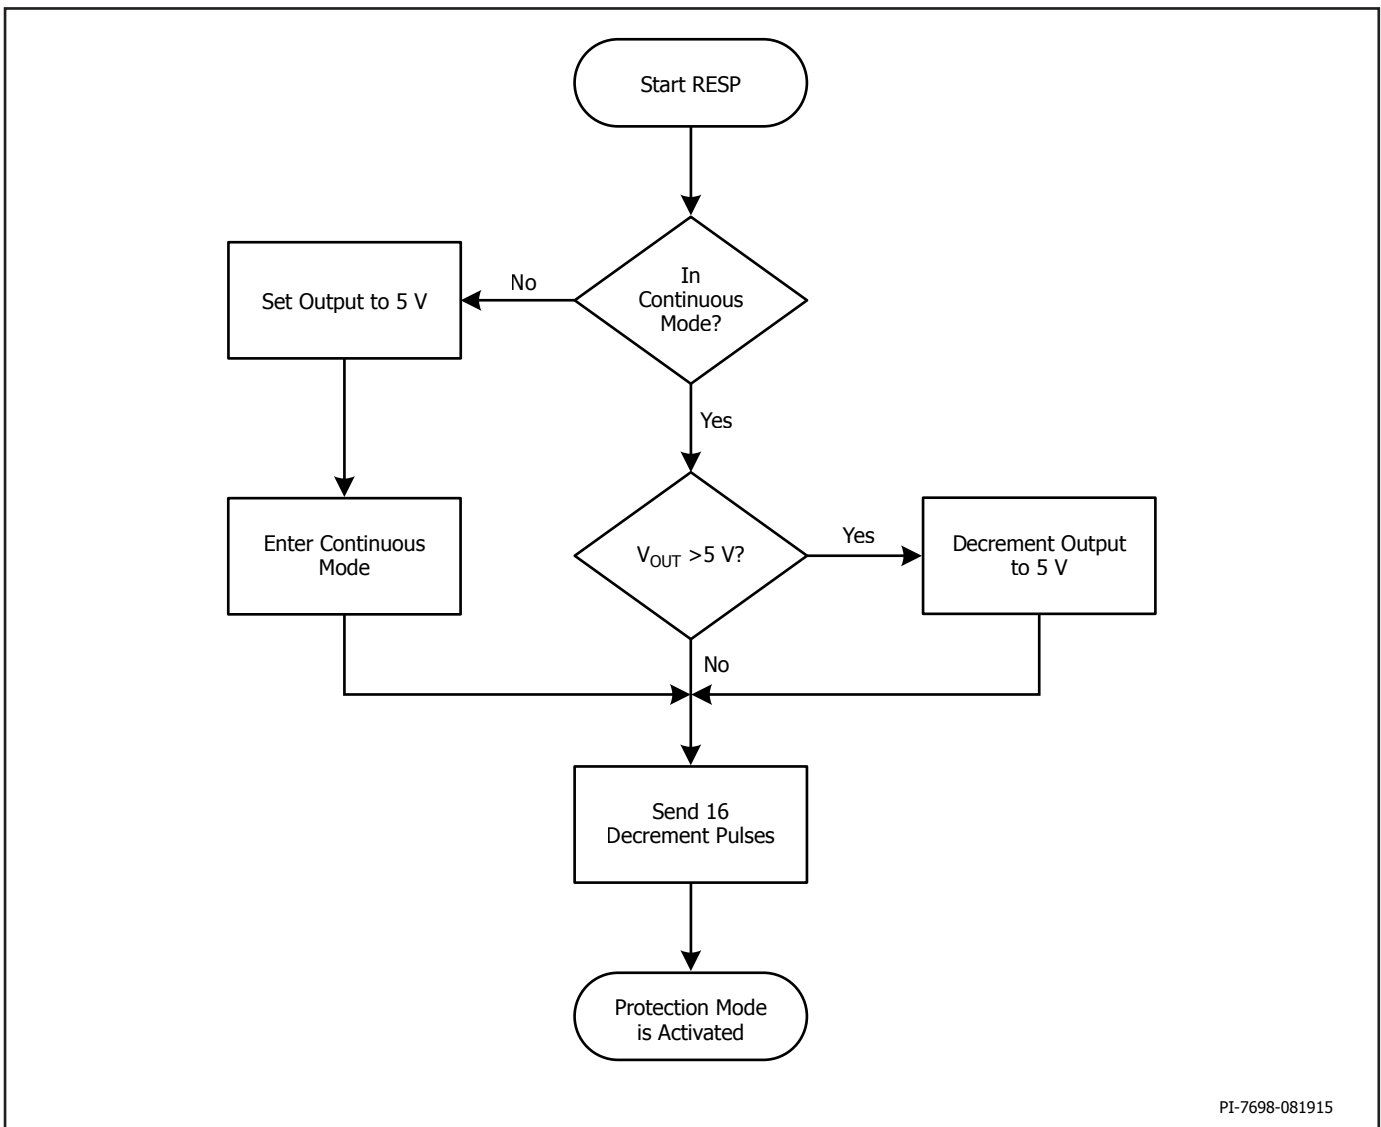 Start RESP
In
Continuous
Mode?
No
Set Output to 5 V
Yes
Enter Continuous
Mode
V_OUT >5 V?
Yes
Decrement Output
to 5 V
No
Send 16
Decrement Pulses
Protection Mode
is Activated
PI-7698-081915